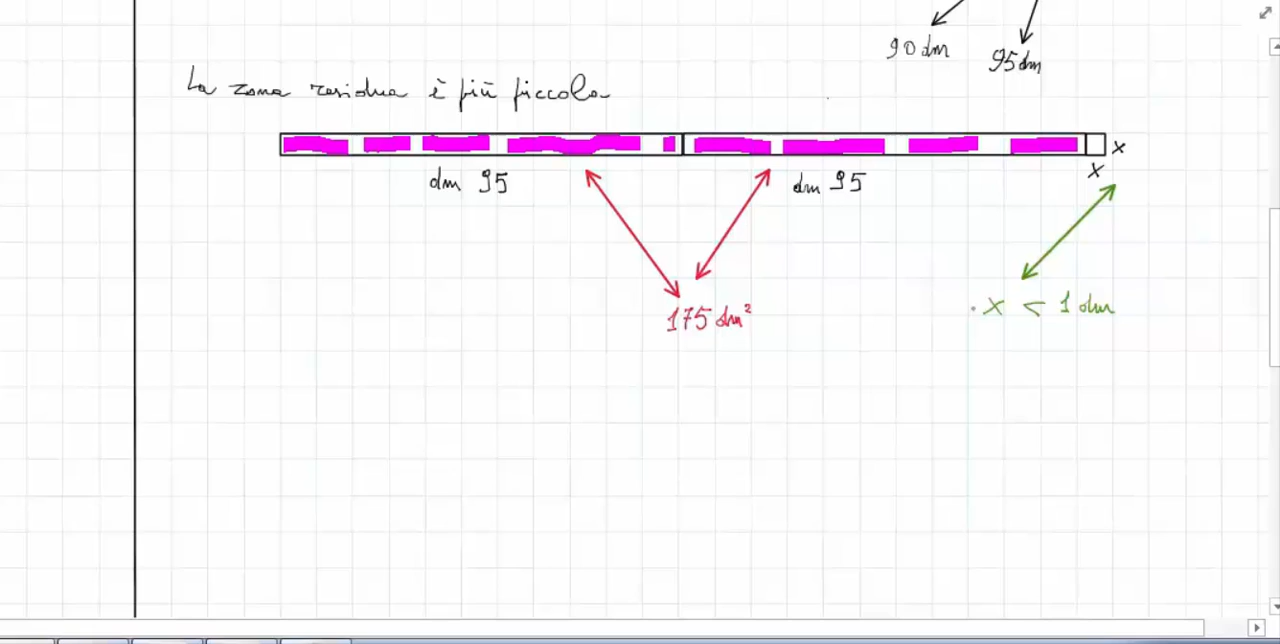 90 dm 95 dm
La zona residua è più piccola
x
x
dm 95 dm 95
175 dm²
x < 1 dm